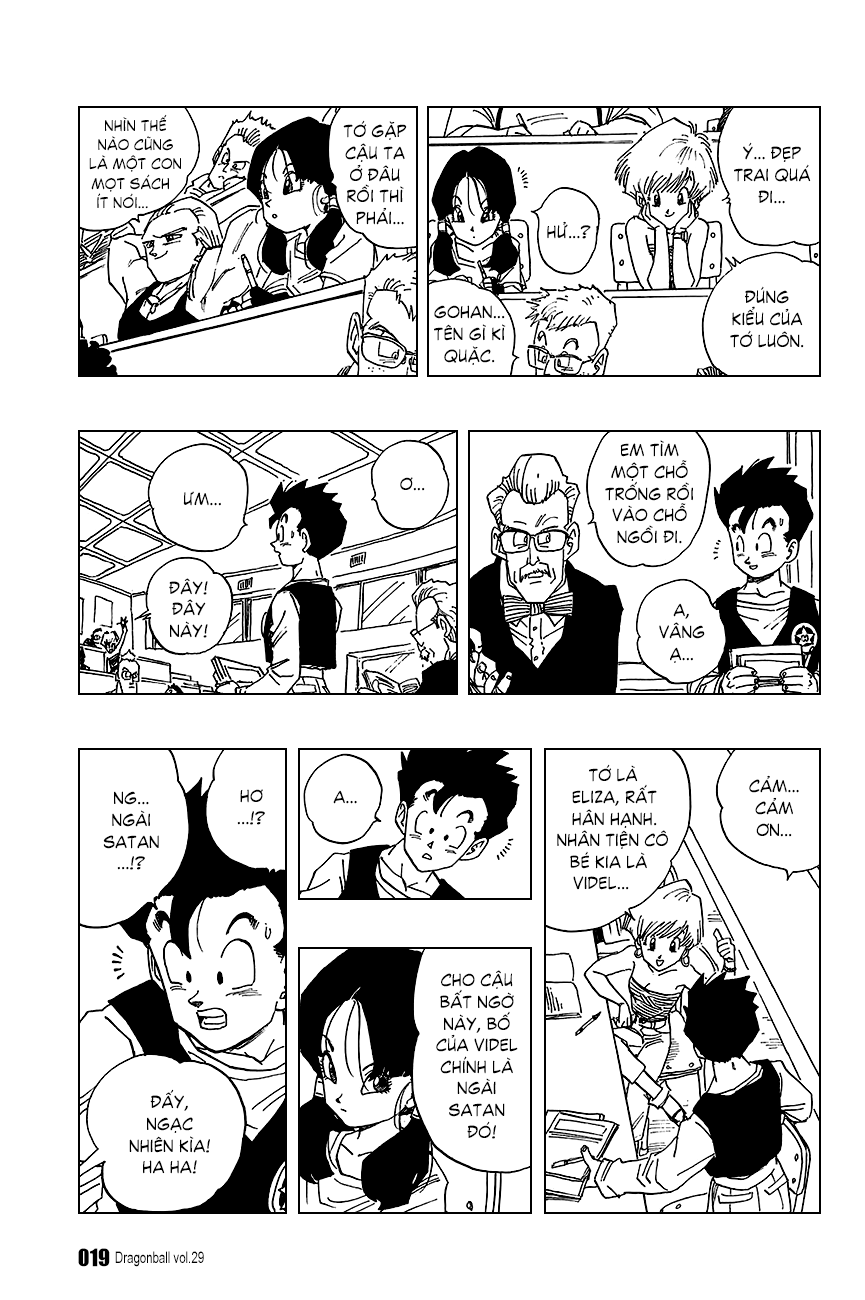 Ý... ĐẸP
TRAI QUÁ
ĐI...
HỬ...?
ĐÚNG
KIỂU CỦA
TỚ LUÔN.
GOHAN...
TÊN GÌ KÌ
QUẶC.
TỚ GẶP
CẬU TA
Ở ĐÂU
RỒI THÌ
PHẢI...
NHÌN THẾ
NÀO CŨNG
LÀ MỘT CON
MỌT SÁCH
ÍT NÓI...
EM TÌM
MỘT CHỖ
TRỐNG RỒI
VÀO CHỖ
NGỒI ĐI.
A,
VÂNG
Ạ...
Ơ...
ƯM...
ĐÂY!
ĐÂY
NÀY!
CẢM...
CẢM
ƠN...
TỚ LÀ
ELIZA, RẤT
HÂN HẠNH.
NHÂN TIỆN CÔ
BÉ KIA LÀ
VIDEL...
A...
CHO CẬU
BẤT NGỜ
NÀY, BỐ
CỦA VIDEL
CHÍNH LÀ
NGÀI
SATAN
ĐÓ!
HƠ
...!?
NG...
NGÀI
SATAN
...!?
ĐẤY,
NGẠC
NHIÊN KÌA!
HA HA!
019 Dragonball vol.29